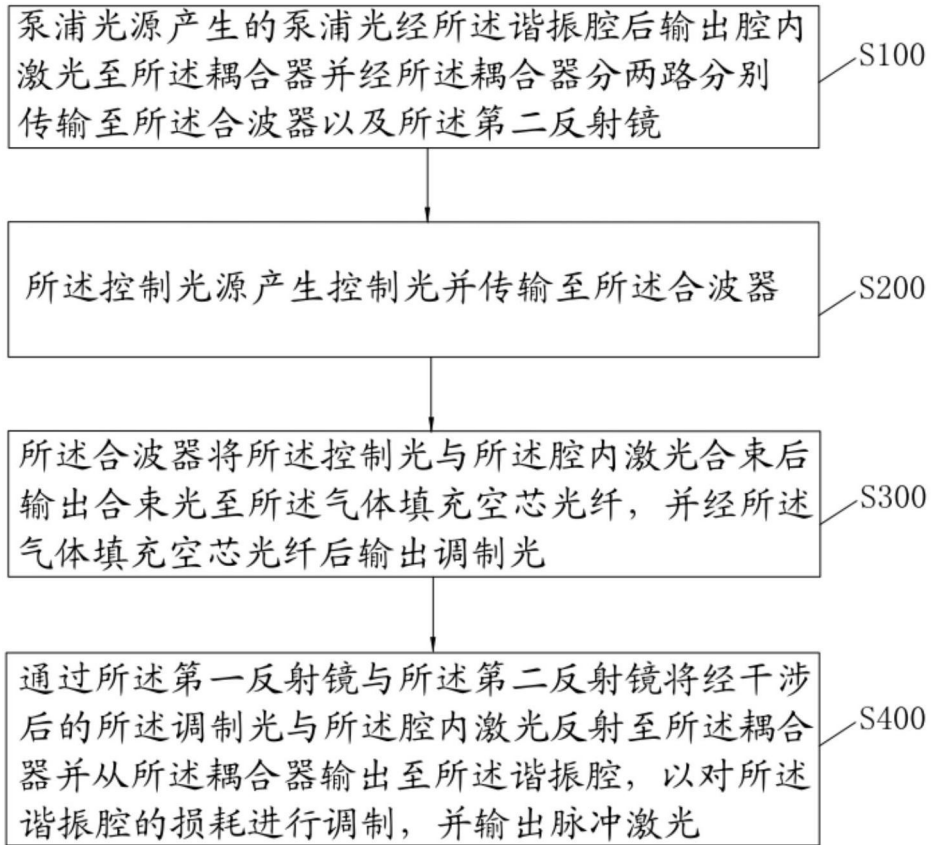 泵浦光源产生的泵浦光经所述谐振腔后输出腔内
激光至所述耦合器并经所述耦合器分两路分别
传输至所述合波器以及所述第二反射镜
S100
所述控制光源产生控制光并传输至所述合波器
S200
所述合波器将所述控制光与所述腔内激光合束后
输出合束光至所述气体填充空芯光纤，并经所述
气体填充空芯光纤后输出调制光
S300
通过所述第一反射镜与所述第二反射镜将经干涉
后的所述调制光与所述腔内激光反射至所述耦合
器并从所述耦合器输出至所述谐振腔，以对所述
谐振腔的损耗进行调制，并输出脉冲激光
S400